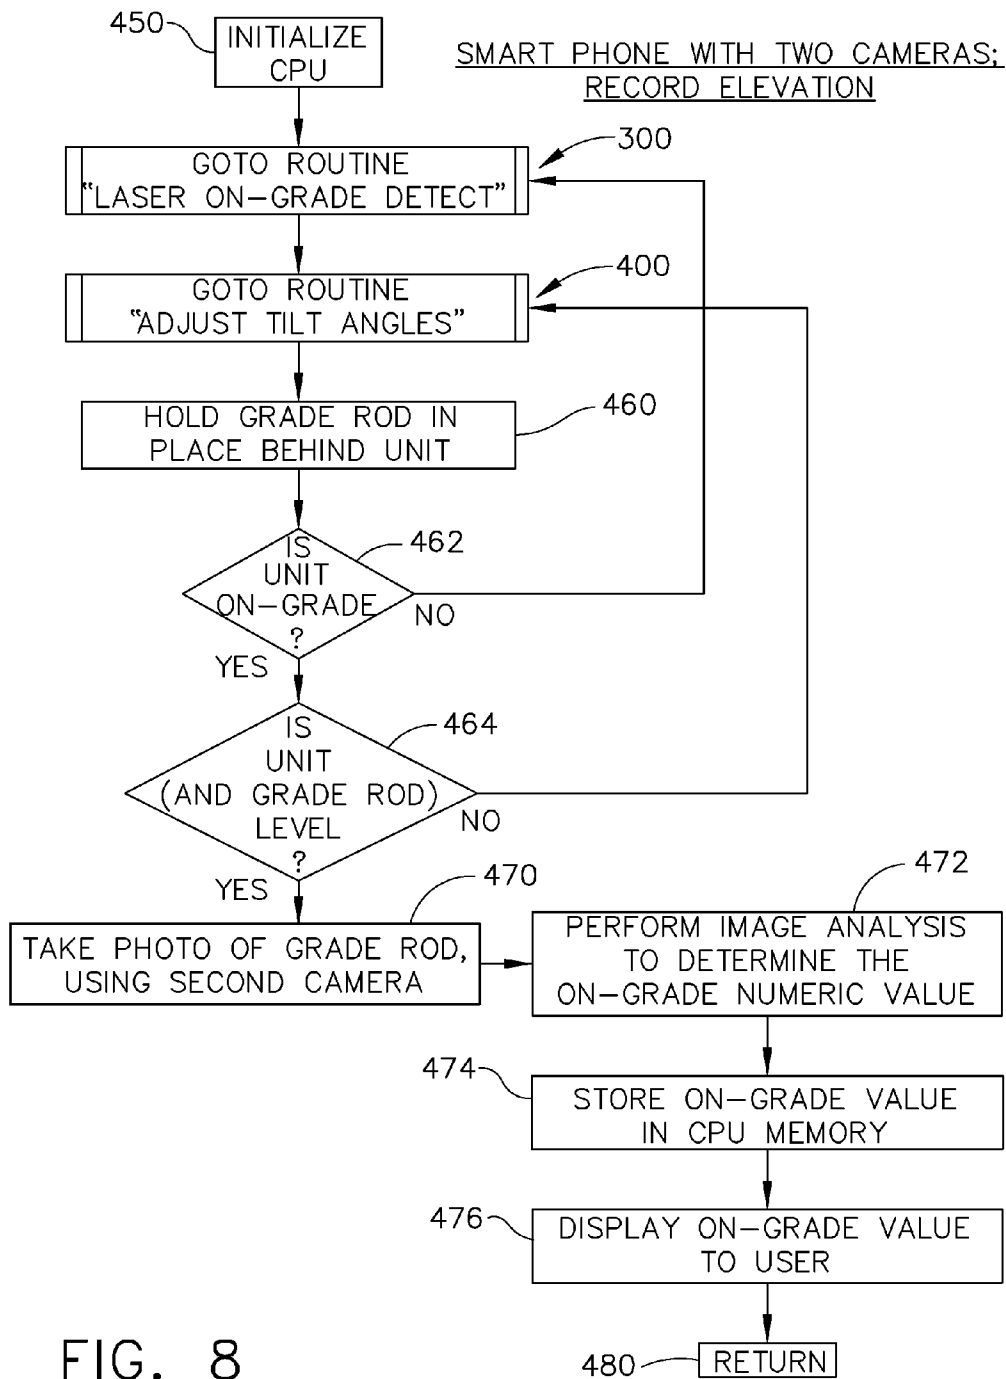 450
INITIALIZE
CPU
SMART PHONE WITH TWO CAMERAS;
RECORD ELEVATION
300
GOTO ROUTINE
"LASER ON-GRADE DETECT"
400
GOTO ROUTINE
"ADJUST TILT ANGLES"
460
HOLD GRADE ROD IN
PLACE BEHIND UNIT
462
IS
UNIT
ON-GRADE
?
NO
YES
464
IS
UNIT
(AND GRADE ROD)
LEVEL
?
NO
YES
470
TAKE PHOTO OF GRADE ROD,
USING SECOND CAMERA
472
PERFORM IMAGE ANALYSIS
TO DETERMINE THE
ON-GRADE NUMERIC VALUE
474
STORE ON-GRADE VALUE
IN CPU MEMORY
476
DISPLAY ON-GRADE VALUE
TO USER
480
RETURN
FIG. 8